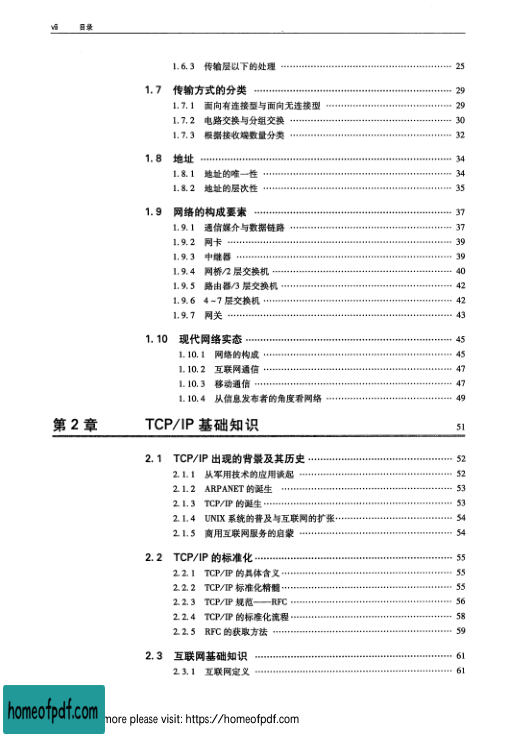 vii 目录
1.6.3 传输层以下的处理 25
1.7 传输方式的分类 29
1.7.1 面向有连接型与面向无连接型 29
1.7.2 电路交换与分组交换 30
1.7.3 根据接收端数量分类 32
1.8 地址 34
1.8.1 地址的唯一性 34
1.8.2 地址的层次性 35
1.9 网络的构成要素 37
1.9.1 通信媒介与数据链路 37
1.9.2 网卡 39
1.9.3 中继器 39
1.9.4 网桥/2 层交换机 40
1.9.5 路由器/3 层交换机 42
1.9.6 4~7 层交换机 42
1.9.7 网关 43
1.10 现代网络实态 45
1.10.1 网络的构成 45
1.10.2 互联网通信 47
1.10.3 移动通信 47
1.10.4 从信息发布者的角度看网络 49
第 2 章 TCP/IP 基础知识 51
2.1 TCP/IP 出现的背景及其历史 52
2.1.1 从军用技术的应用谈起 52
2.1.2 ARPANET 的诞生 53
2.1.3 TCP/IP 的诞生 53
2.1.4 UNIX 系统的普及与互联网的扩张 54
2.1.5 商用互联网服务的启蒙 54
2.2 TCP/IP 的标准化 55
2.2.1 TCP/IP 的具体含义 55
2.2.2 TCP/IP 标准化精髓 55
2.2.3 TCP/IP 规范——RFC 56
2.2.4 TCP/IP 的标准化流程 58
2.2.5 RFC 的获取方法 59
2.3 互联网基础知识 61
2.3.1 互联网定义 61
homeofpdf.com more please visit: https://homeofpdf.com